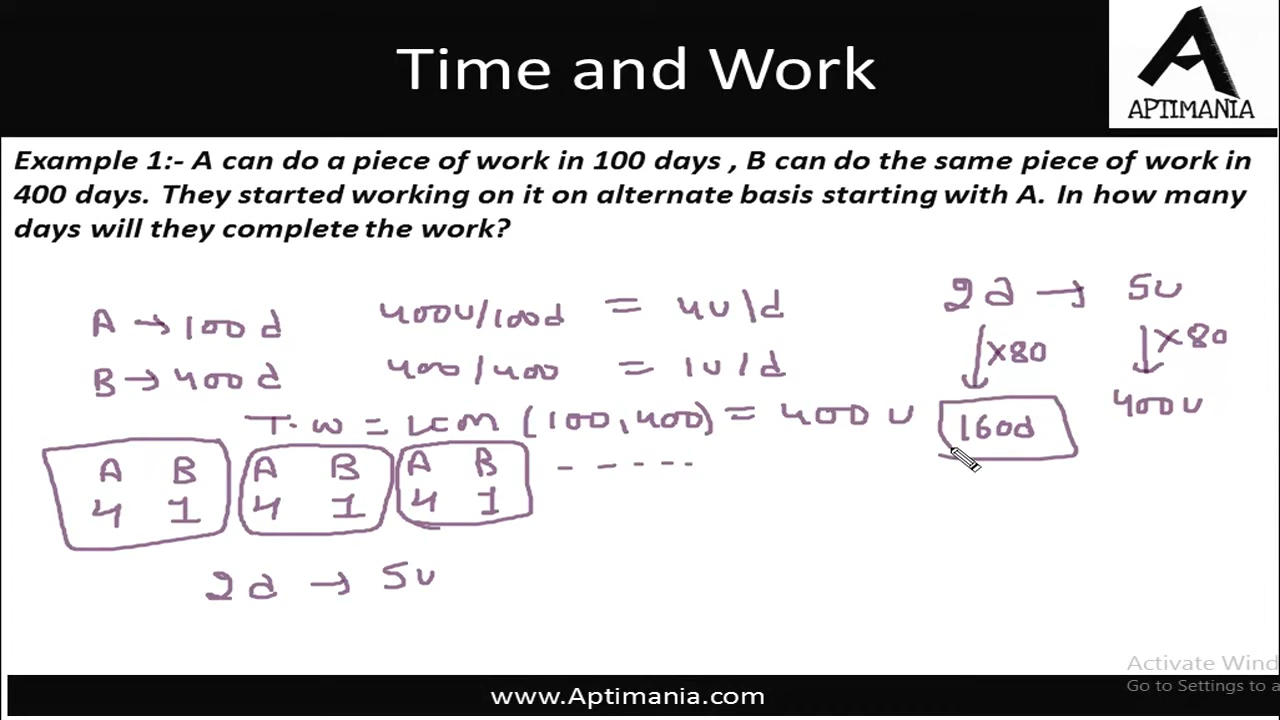 Time and Work
APTIMANIA
Example 1:- A can do a piece of work in 100 days , B can do the same piece of work in
400 days. They started working on it on alternate basis starting with A. In how many
days will they complete the work?
A → 100 d 400u/100d = 4u/d
B → 400 d 400/400 = 1u/d
T.W = LCM (100,400) = 400 u
A B A B A B - - - - -
4 1 4 1 4 1
2d → 5u
2d → 5u
×80 ×80
160d 400u
www.Aptimania.com
Activate Wind
Go to Settings to a